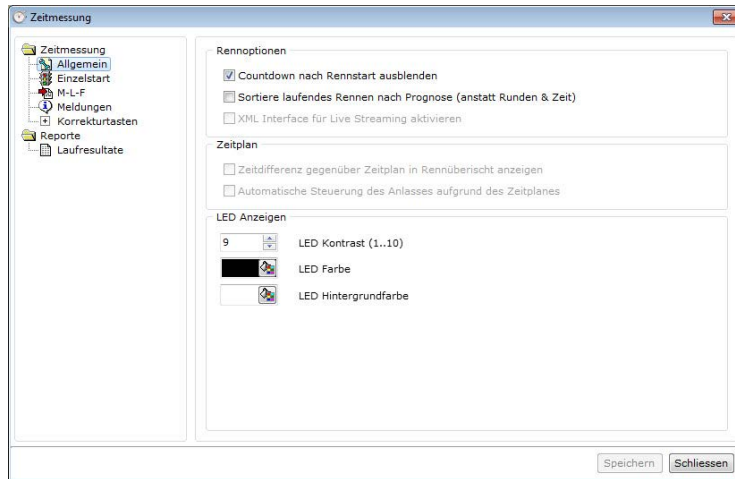 Zeitmessung
Zeitmessung
Allgemein
Einzelstart
M-L-F
Meldungen
Korrekturtasten
Reporte
Laufresultate
Rennoptionen
Countdown nach Rennstart ausblenden
Sortiere laufendes Rennen nach Prognose (anstatt Runden & Zeit)
XML Interface für Live Streaming aktivieren
Zeitplan
Zeitdifferenz gegenüber Zeitplan in Rennüberischt anzeigen
Automatische Steuerung des Anlasses aufgrund des Zeitplanes
LED Anzeigen
9 LED Kontrast (1..10)
LED Farbe
LED Hintergrundfarbe
Speichern Schliessen